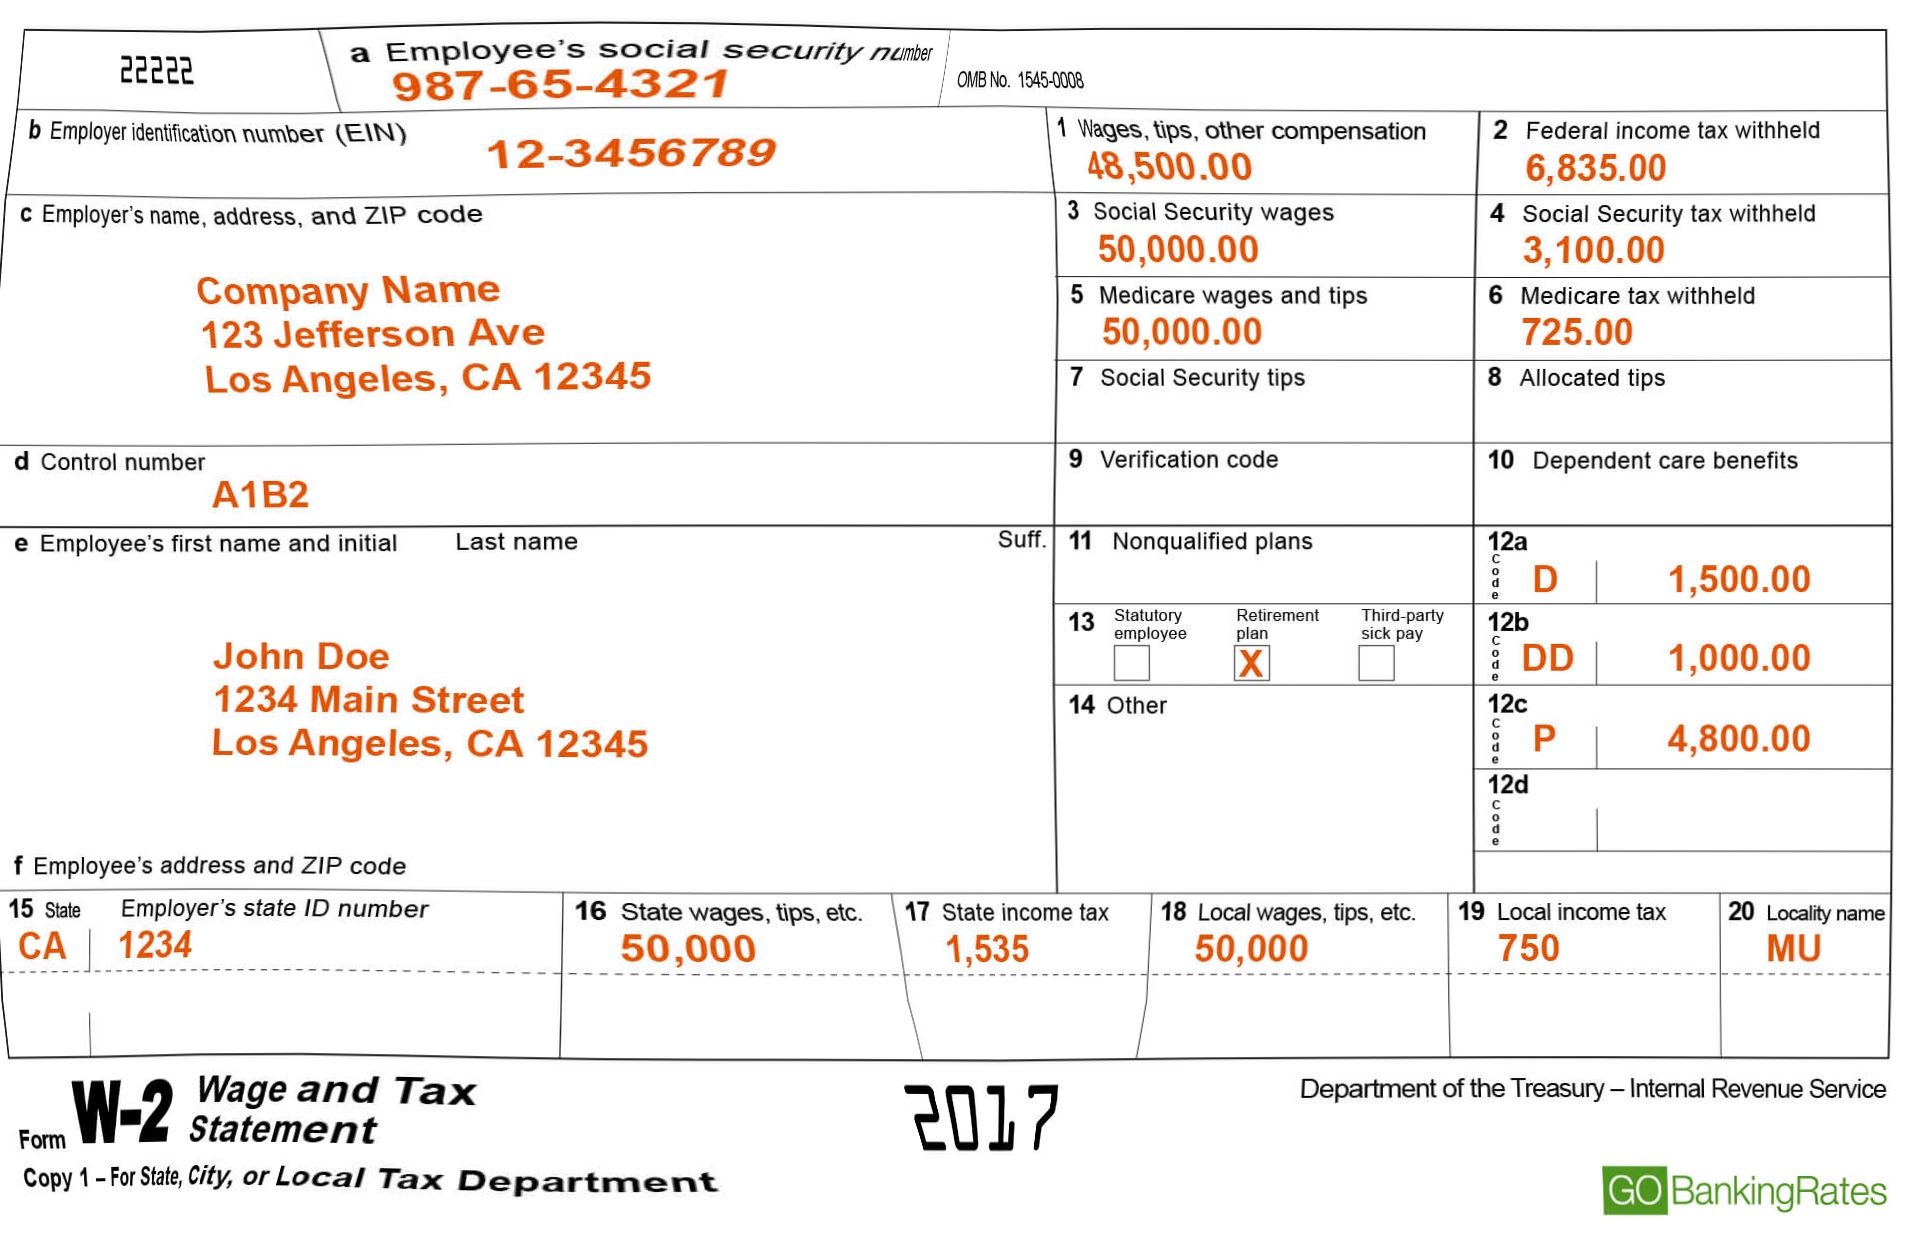 22222
a Employee's social security number
987-65-4321
OMB No. 1545-0008
b Employer identification number (EIN)
12-3456789
1 Wages, tips, other compensation
48,500.00
2 Federal income tax withheld
6,835.00
c Employer's name, address, and ZIP code
Company Name
123 Jefferson Ave
Los Angeles, CA 12345
3 Social Security wages
50,000.00
4 Social Security tax withheld
3,100.00
5 Medicare wages and tips
50,000.00
6 Medicare tax withheld
725.00
7 Social Security tips
8 Allocated tips
d Control number
A1B2
9 Verification code
10 Dependent care benefits
e Employee's first name and initial
Last name
Suff.
John Doe
1234 Main Street
Los Angeles, CA 12345
f Employee's address and ZIP code
11 Nonqualified plans
12a
Code
D
1,500.00
13
Statutory
employee
Retirement
plan
X
Third-party
sick pay
12b
Code
DD
1,000.00
14 Other
12c
Code
P
4,800.00
12d
Code
15 State
CA
Employer's state ID number
1234
16 State wages, tips, etc.
50,000
17 State income tax
1,535
18 Local wages, tips, etc.
50,000
19 Local income tax
750
20 Locality name
MU
Form W-2 Wage and Tax
Statement
2017
Department of the Treasury – Internal Revenue Service
Copy 1 – For State, City, or Local Tax Department
GOBankingRates